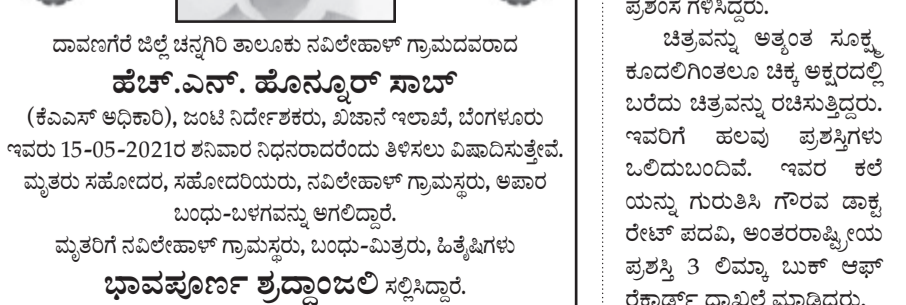 ದಾವಣಗೆರೆ ಜಿಲ್ಲೆ ಚನ್ನಗಿರಿ ತಾಲೂಕು ನವಿಲೇಹಾಳ್ ಗ್ರಾಮದವರಾದ
ಹೆಚ್.ಎನ್. ಹೊನ್ನೂರ್ ಸಾಬ್
(ಕೆಎಎಸ್ ಅಧಿಕಾರಿ), ಜಂಟಿ ನಿರ್ದೇಶಕರು, ಖಜಾನೆ ಇಲಾಖೆ, ಬೆಂಗಳೂರು
ಇವರು 15-05-2021ರ ಶನಿವಾರ ನಿಧನರಾದರೆಂದು ತಿಳಿಸಲು ವಿಷಾದಿಸುತ್ತೇವೆ.
ಮೃತರು ಸಹೋದರ, ಸಹೋದರಿಯರು, ನವಿಲೇಹಾಳ್ ಗ್ರಾಮಸ್ಥರು, ಅಪಾರ
ಬಂಧು-ಬಳಗವನ್ನು ಅಗಲಿದ್ದಾರೆ.
ಮೃತರಿಗೆ ನವಿಲೇಹಾಳ್ ಗ್ರಾಮಸ್ಥರು, ಬಂಧು-ಮಿತ್ರರು, ಹಿತೈಷಿಗಳು
ಭಾವಪೂರ್ಣ ಶ್ರದ್ಧಾಂಜಲಿ ಸಲ್ಲಿಸಿದ್ದಾರೆ.
ಪ್ರಶಂಸೆ ಗಳಿಸಿದ್ದರು.
ಚಿತ್ರವನ್ನು ಅತ್ಯಂತ ಸೂಕ್ಷ್ಮ
ಕೂದಲಿಗಿಂತಲೂ ಚಿಕ್ಕ ಅಕ್ಷರದಲ್ಲಿ
ಬರೆದು ಚಿತ್ರವನ್ನು ರಚಿಸುತ್ತಿದ್ದರು.
ಇವರಿಗೆ ಹಲವು ಪ್ರಶಸ್ತಿಗಳು
ಒಲಿದುಬಂದಿವೆ. ಇವರ ಕಲೆ
ಯನ್ನು ಗುರುತಿಸಿ ಗೌರವ ಡಾಕ್ಟ
ರೇಟ್ ಪದವಿ, ಅಂತರರಾಷ್ಟ್ರೀಯ
ಪ್ರಶಸ್ತಿ 3 ಲಿಮ್ಕಾ ಬುಕ್ ಆಫ್
ರೆಕಾರ್ಡ್ಸ್ ದಾಖಲೆ ಮಾಡಿದ್ದರು.